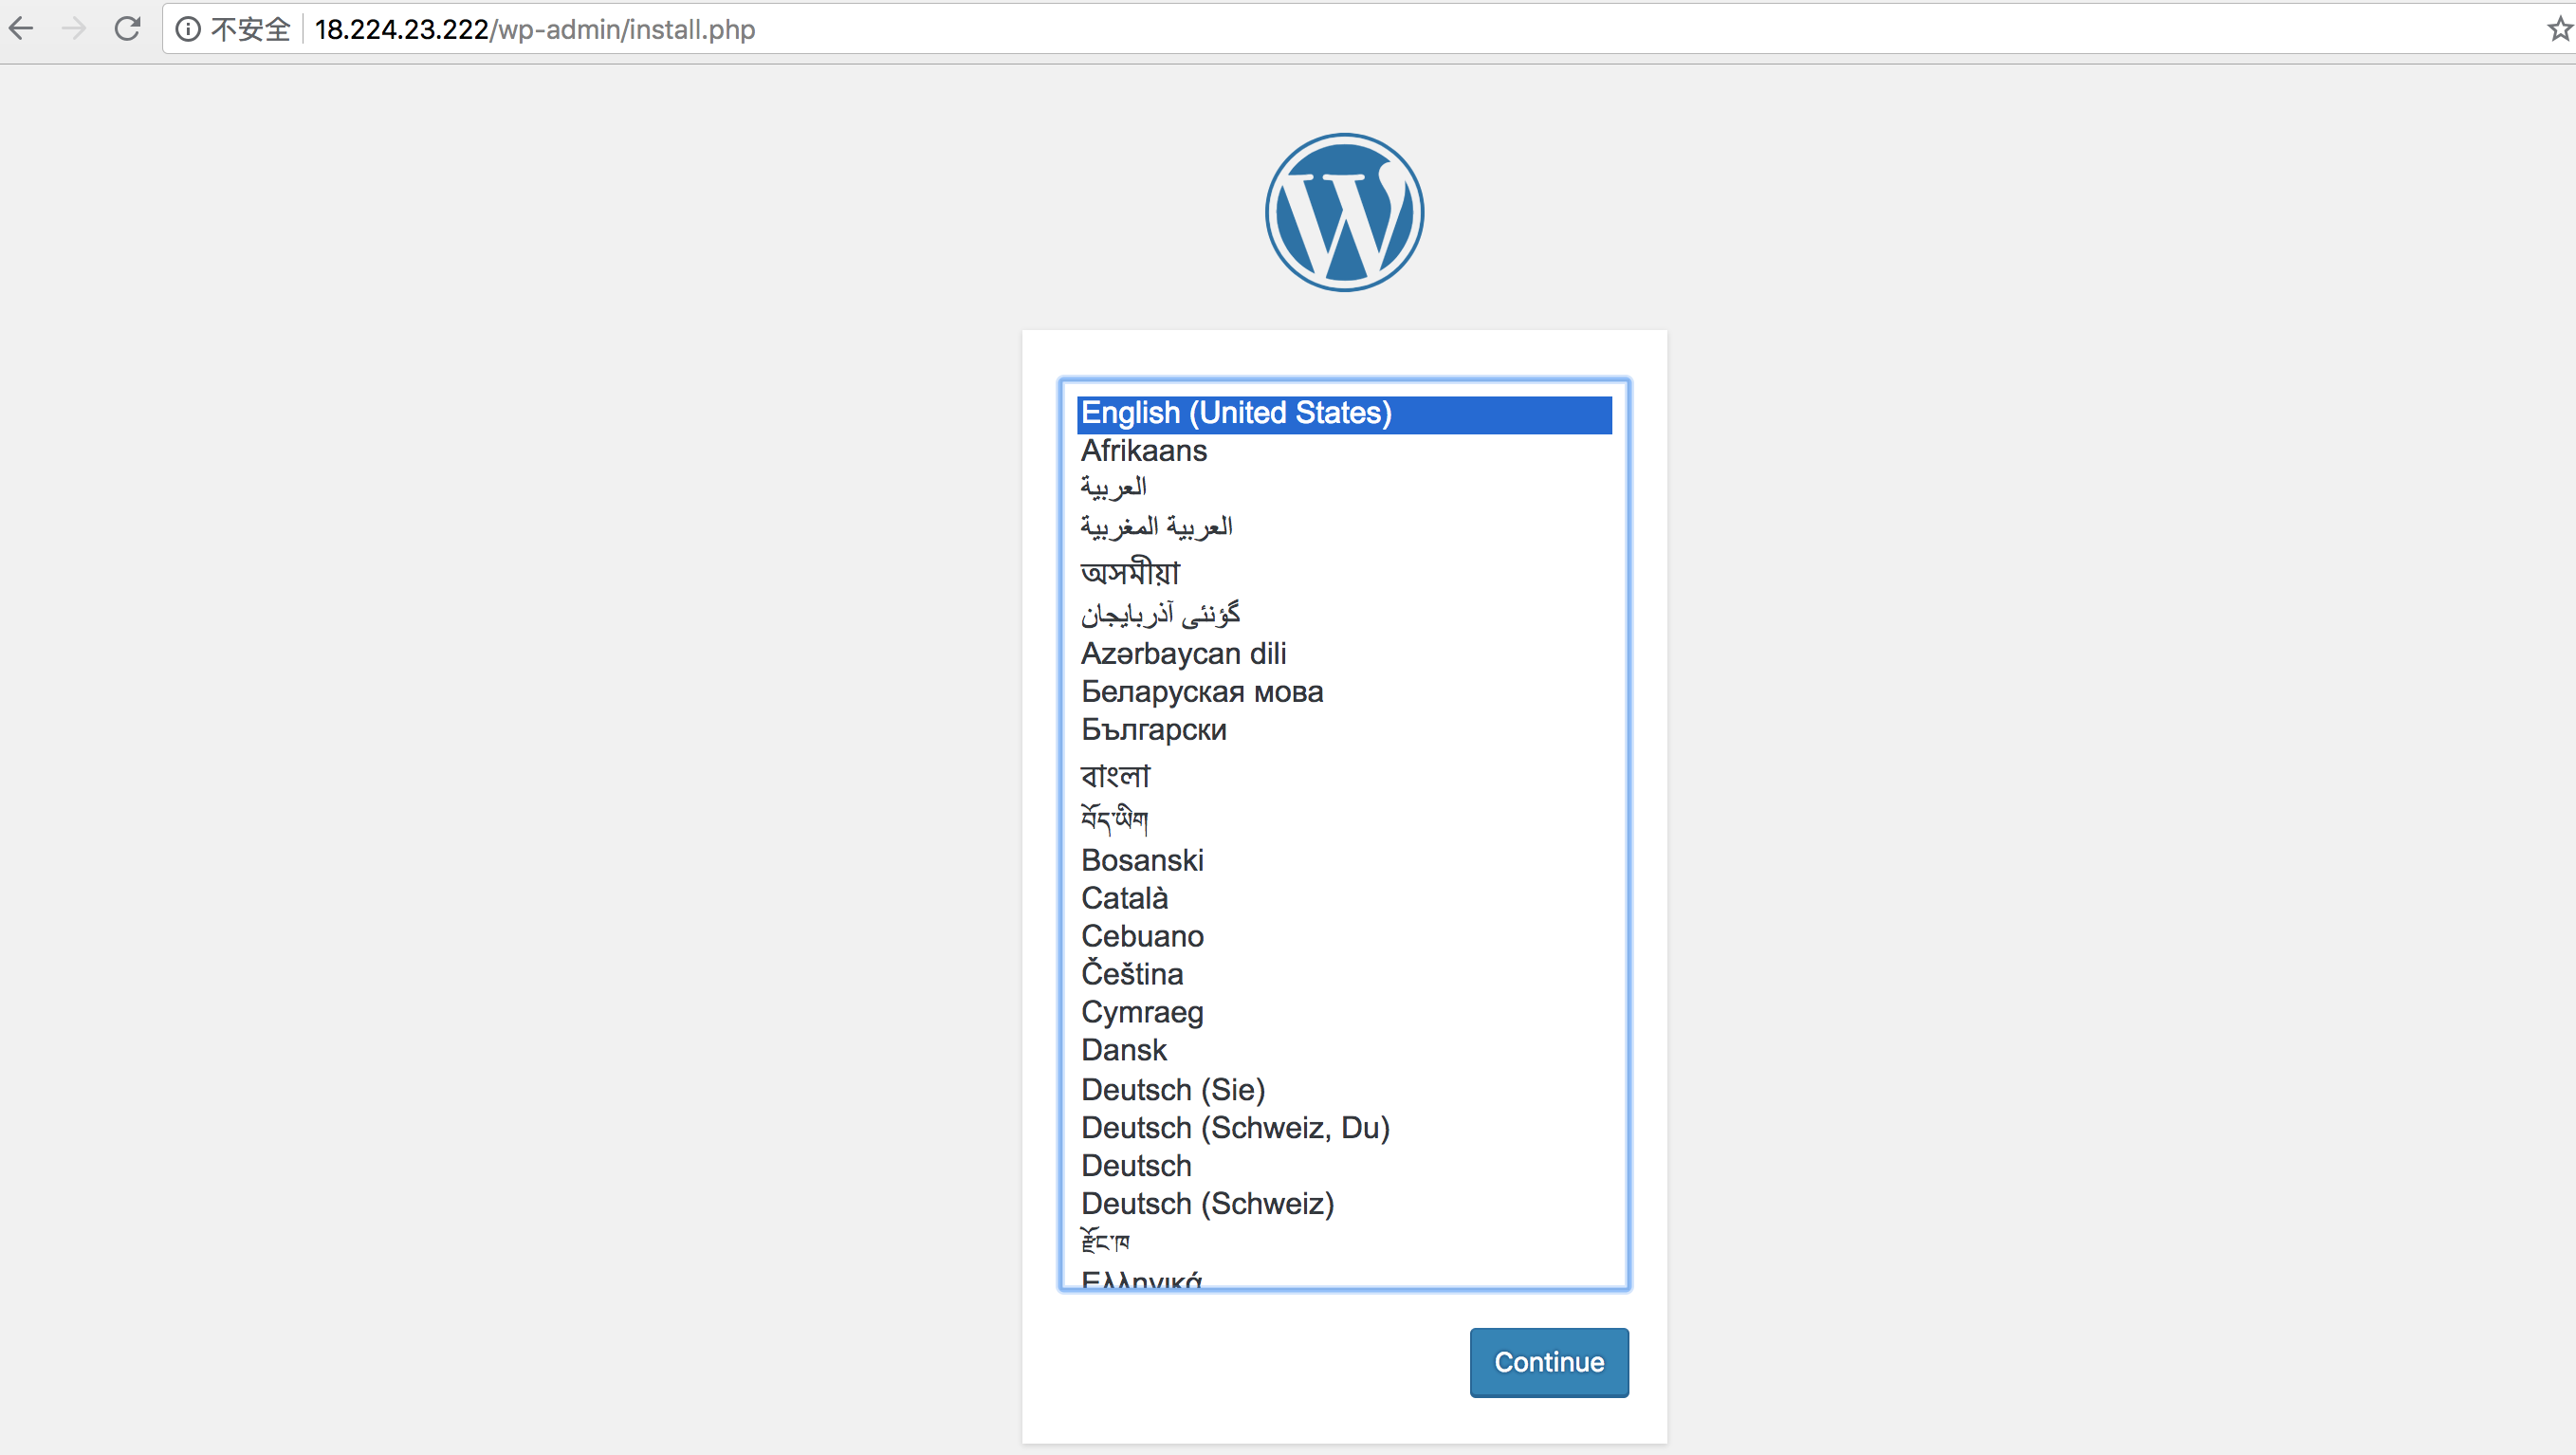 不安全 18.224.23.222/wp-admin/install.php
English (United States)
Afrikaans
العربية
العربية المغربية
অসমীয়া
گؤنئی آذربایجان
Azərbaycan dili
Беларуская мова
Български
বাংলা
བོད་ཡིག
Bosanski
Català
Cebuano
Čeština
Cymraeg
Dansk
Deutsch (Sie)
Deutsch (Schweiz, Du)
Deutsch
Deutsch (Schweiz)
རྫོང་ཁ
Ελληνικά
Continue